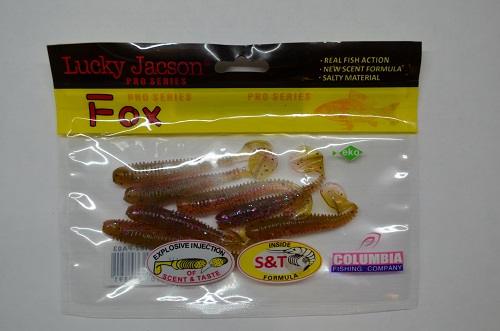 Lucky Jacson
PRO SERIES
· REAL FISH ACTION
· NEW SCENT FORMULA
· SALTY MATERIAL
PRO SERIES
PRO SERIES
Fox
eko
EXPLOSIVE INJECTION
OF
SCENT & TASTE
INSIDE
S&T
FORMULA
COLUMBIA
FISHING COMPANY